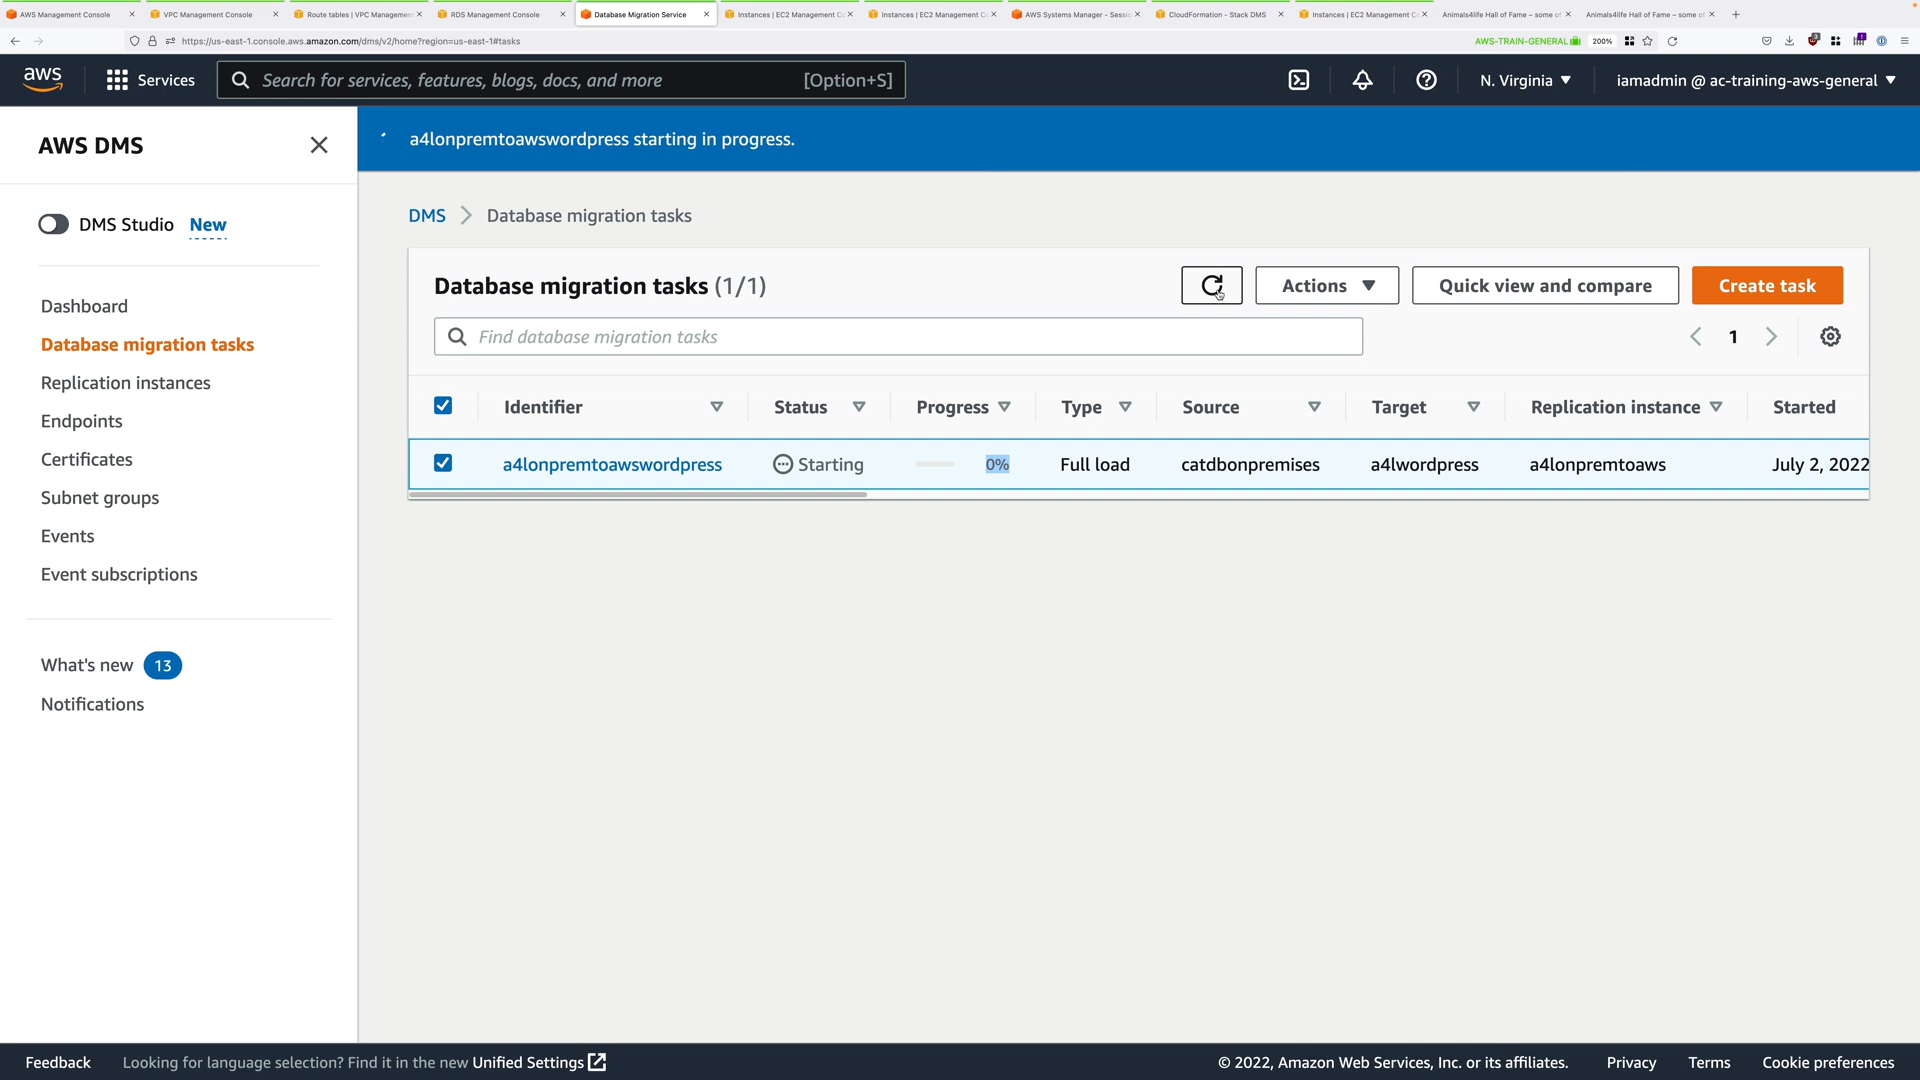 AWS Management Console
VPC Management Console
Route tables | VPC Management
RDS Management Console
Database Migration Service
Instances | EC2 Management C
Instances | EC2 Management C
AWS Systems Manager - Sessio
CloudFormation - Stack DMS
Instances | EC2 Management C
Animals4life Hall of Fame – some of
Animals4life Hall of Fame – some of
https://us-east-1.console.aws.amazon.com/dms/v2/home?region=us-east-1#tasks
AWS-TRAIN-GENERAL
200%
aws
Services
Search for services, features, blogs, docs, and more
[Option+S]
N. Virginia
iamadmin @ ac-training-aws-general
AWS DMS
DMS Studio New
Dashboard
Database migration tasks
Replication instances
Endpoints
Certificates
Subnet groups
Events
Event subscriptions
What's new 13
Notifications
a4lonpremtoawswordpress starting in progress.
DMS
Database migration tasks
Database migration tasks (1/1)
Actions
Quick view and compare
Create task
Find database migration tasks
1
Identifier Status Progress Type Source Target Replication instance Started
a4lonpremtoawswordpress Starting 0% Full load catdbonpremises a4lwordpress a4lonpremtoaws July 2, 2022
Feedback
Looking for language selection? Find it in the new Unified Settings
© 2022, Amazon Web Services, Inc. or its affiliates.
Privacy
Terms
Cookie preferences